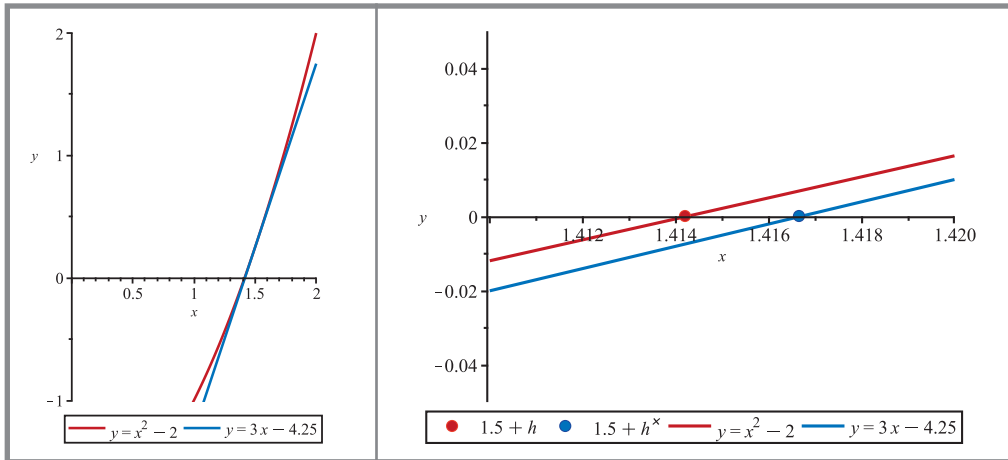 2
1
y
0
0.5
1
1.5
2
x
−1
y = x² − 2
y = 3 x − 4.25
0.04
0.02
y
0
1.412
1.414
1.416
1.418
1.420
x
−0.02
−0.04
1.5 + h
1.5 + h×
y = x² − 2
y = 3 x − 4.25